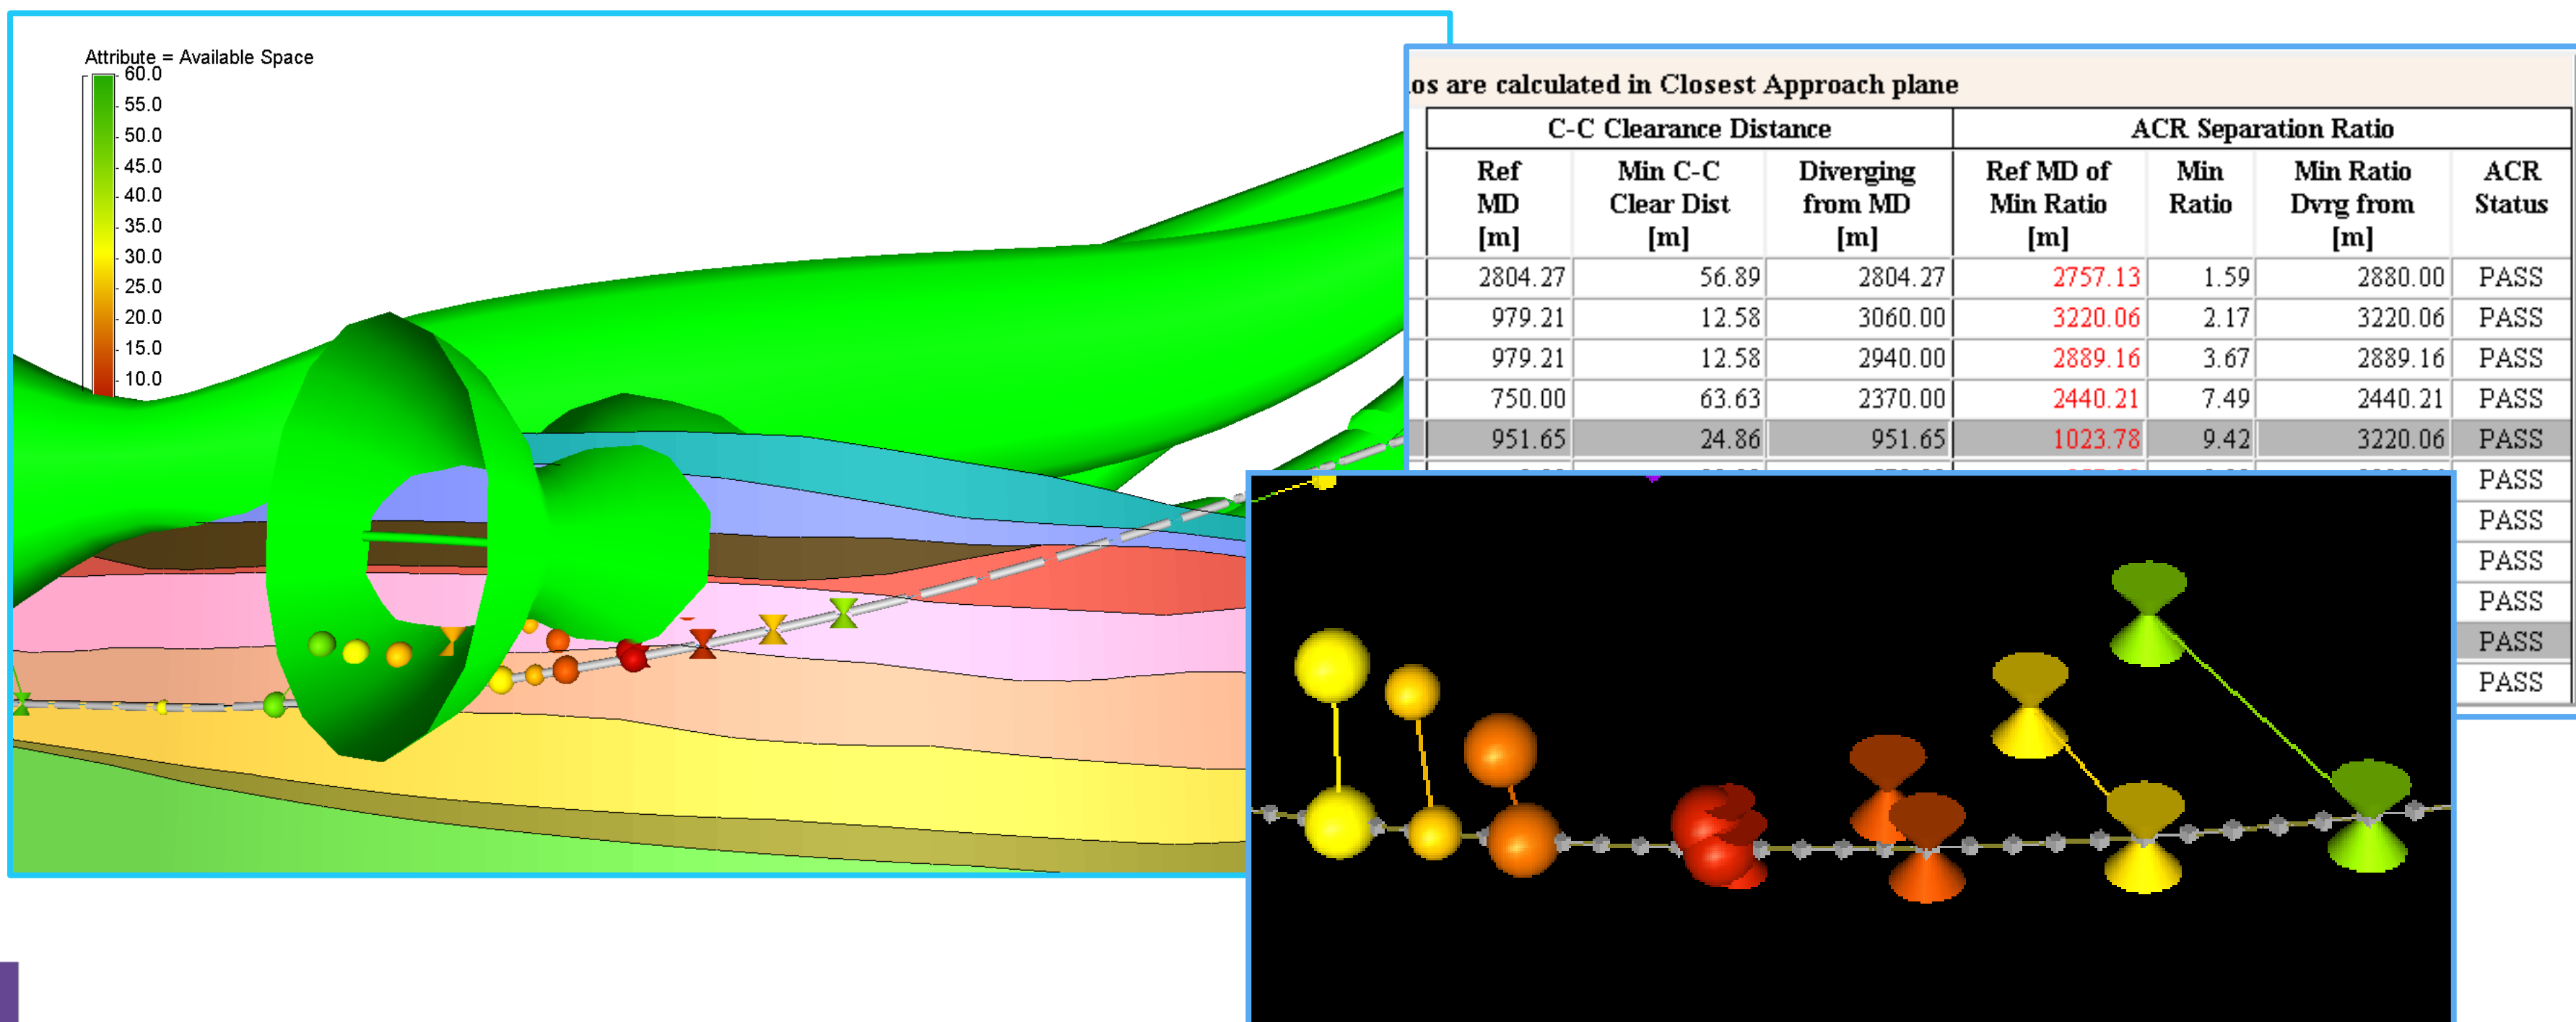 Attribute = Available Space
60.0
55.0
50.0
45.0
40.0
35.0
30.0
25.0
20.0
15.0
10.0
os are calculated in Closest Approach plane
C-C Clearance Distance ACR Separation Ratio
Ref Min C-C Diverging Ref MD of Min Min Ratio ACR
MD Clear Dist from MD Min Ratio Ratio Dvrg from Status
[m] [m] [m] [m] [m]
2804.27 56.89 2804.27 2757.13 1.59 2880.00 PASS
979.21 12.58 3060.00 3220.06 2.17 3220.06 PASS
979.21 12.58 2940.00 2889.16 3.67 2889.16 PASS
750.00 63.63 2370.00 2440.21 7.49 2440.21 PASS
951.65 24.86 951.65 1023.78 9.42 3220.06 PASS
PASS
PASS
PASS
PASS
PASS
PASS